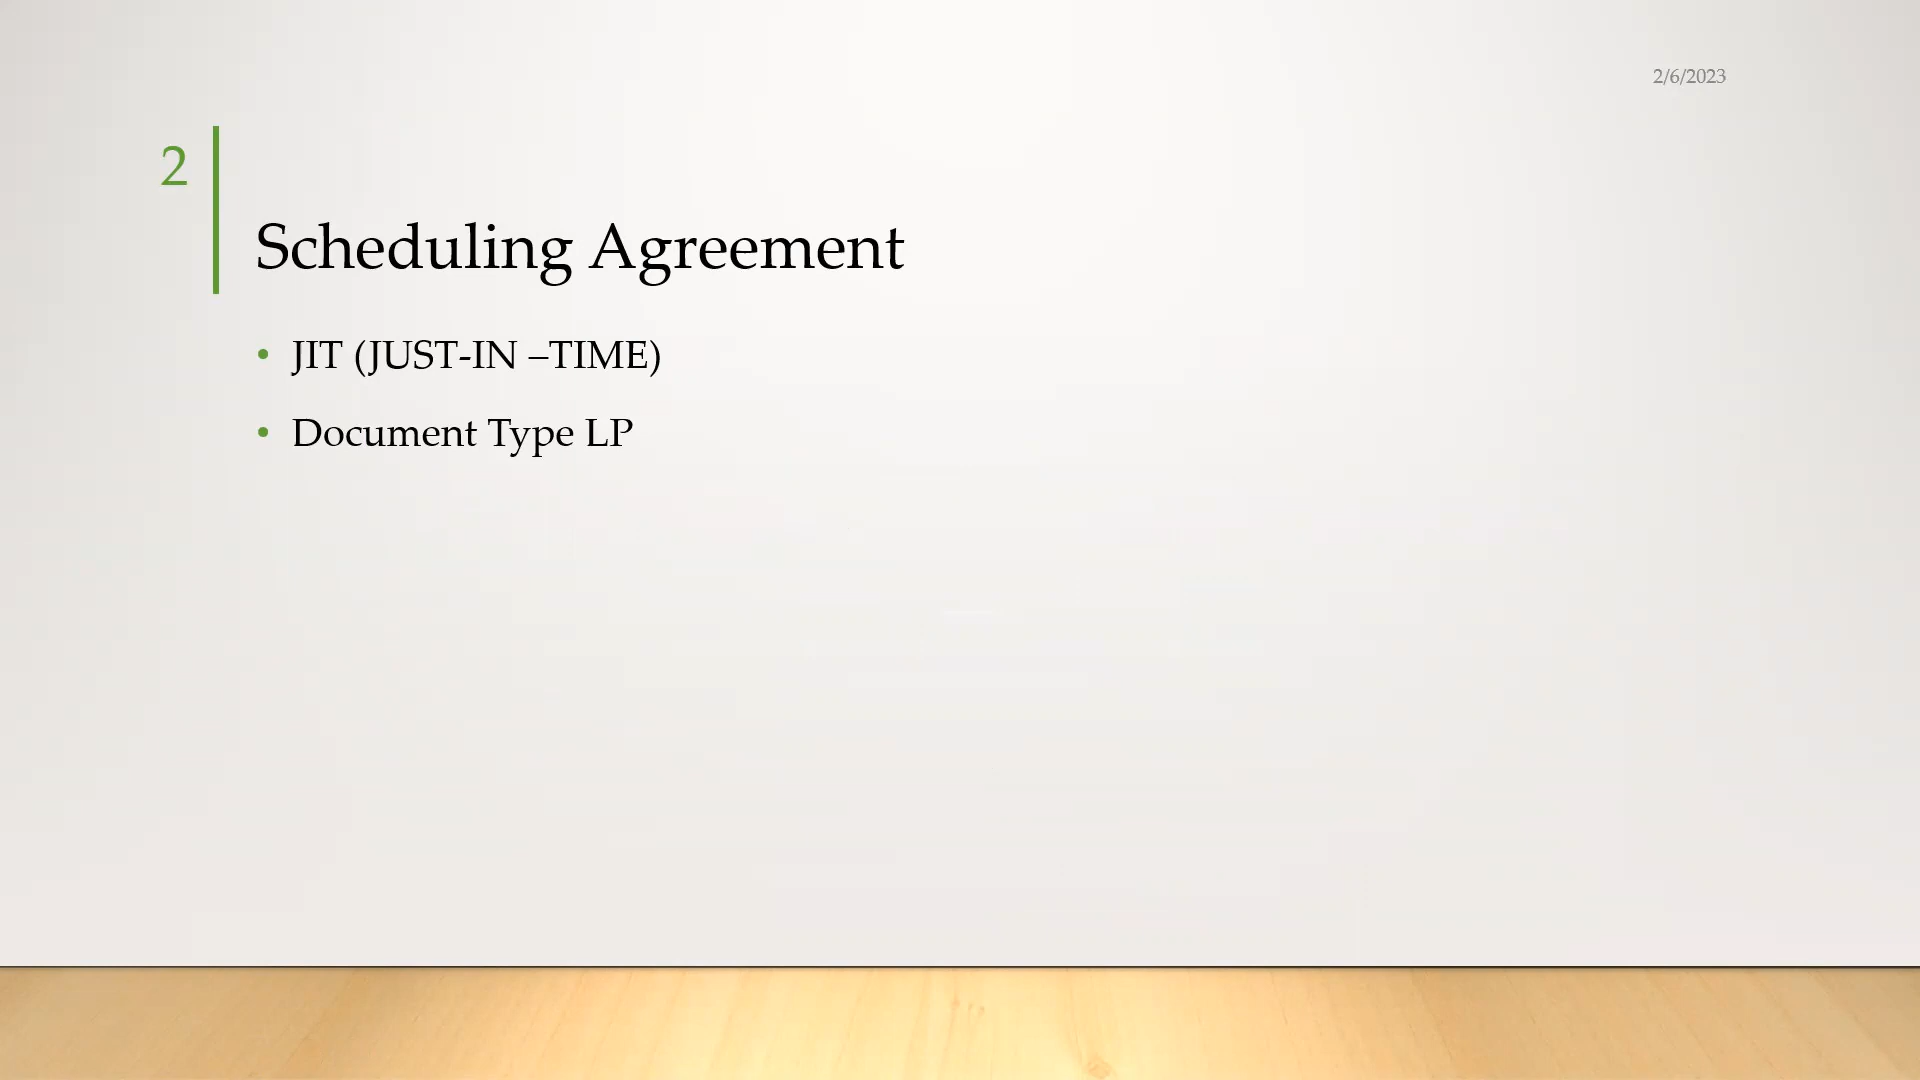 2/6/2023
2
Scheduling Agreement
• JIT (JUST-IN –TIME)
• Document Type LP